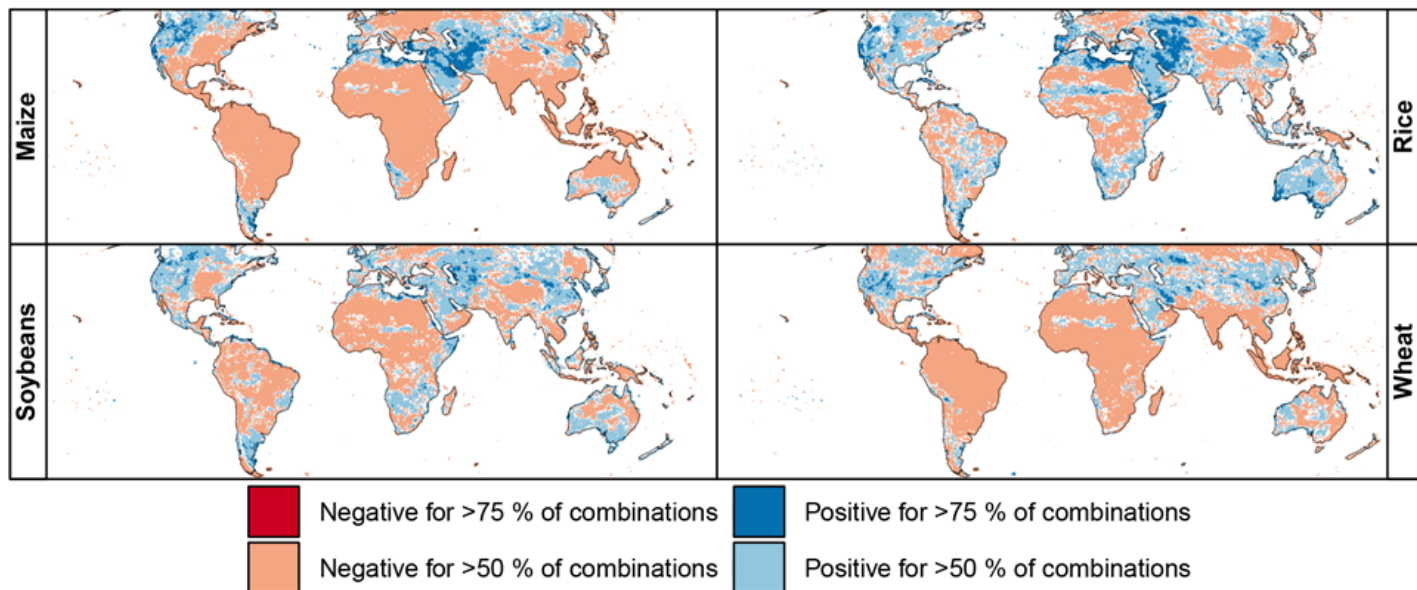 Maize
Rice
Soybeans
Wheat
Negative for >75 % of combinations
Positive for >75 % of combinations
Negative for >50 % of combinations
Positive for >50 % of combinations